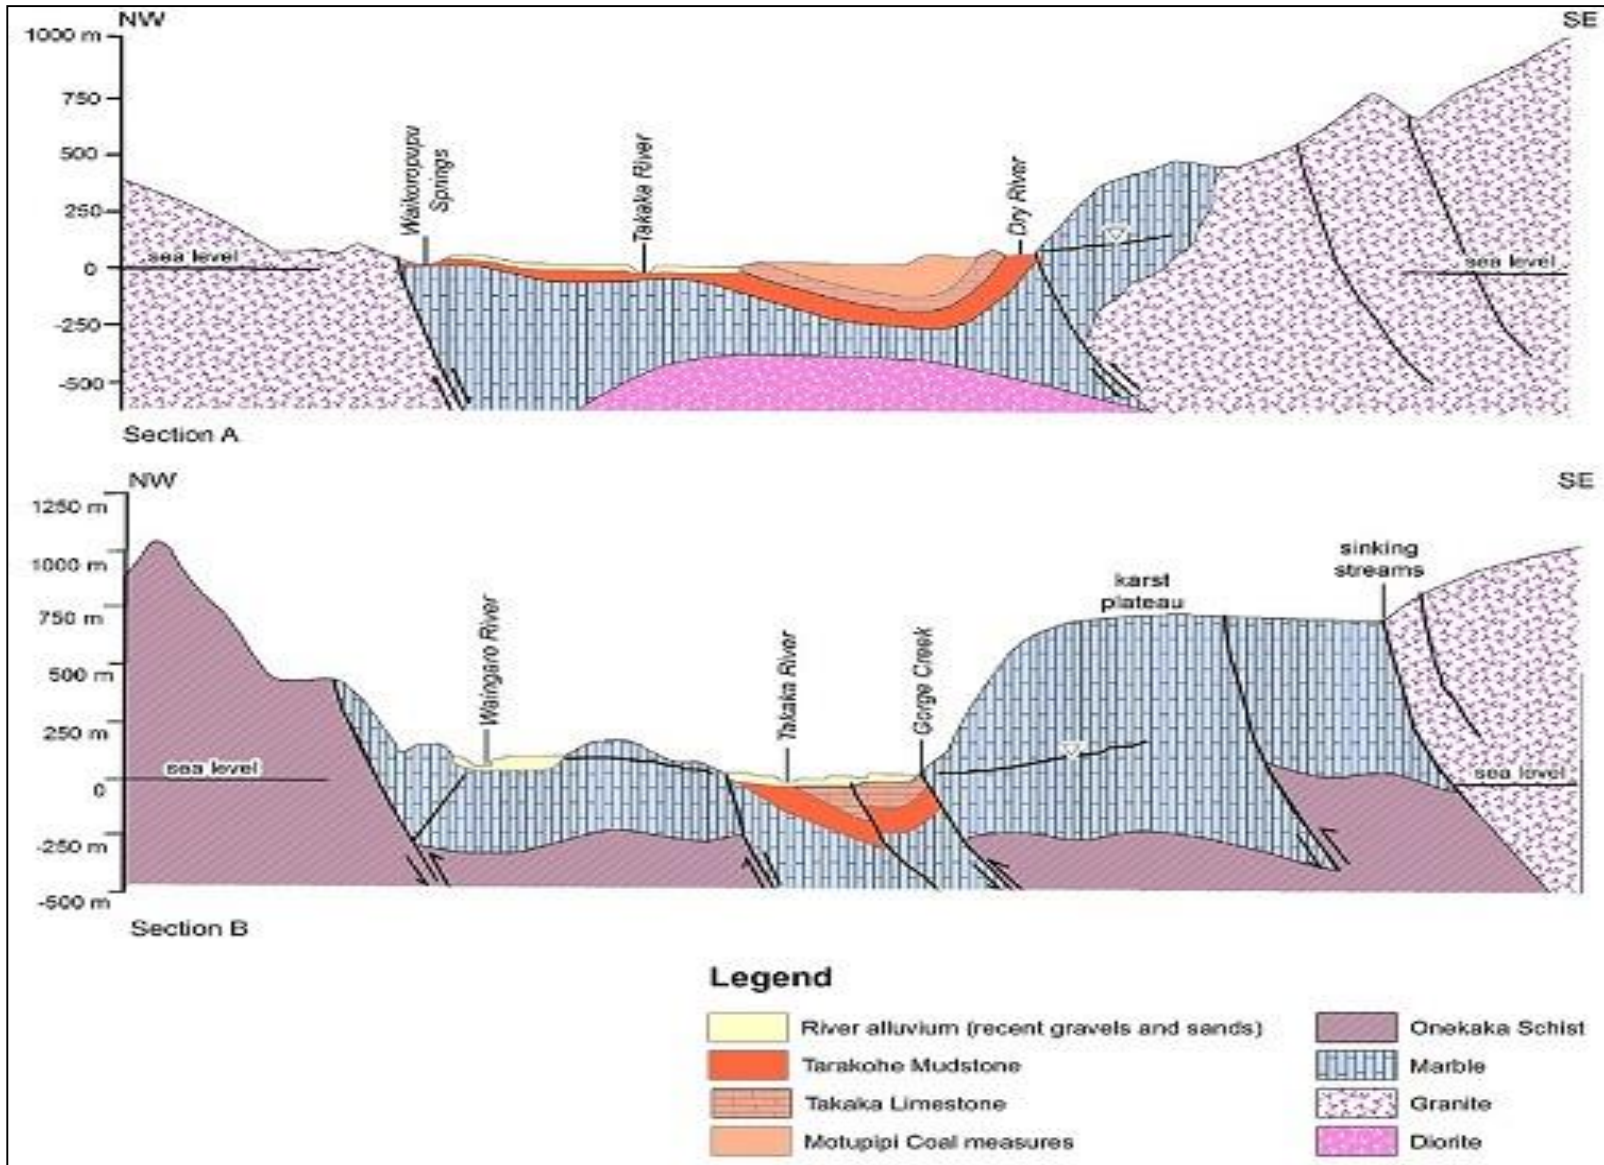 NW
SE
1000 m
750
500
250
0
-250
-500
sea level
Waikoropupu
Springs
Takaka River
Dry River
sea level
Section A
NW
SE
1250 m
1000 m
750 m
500 m
250 m
0
-250 m
-500 m
sea level
Waingaro River
Takaka River
Gorge Creek
karst
plateau
sinking
streams
sea level
Section B
Legend
River alluvium (recent gravels and sands)
Tarakohe Mudstone
Takaka Limestone
Motupipi Coal measures
Onekaka Schist
Marble
Granite
Diorite